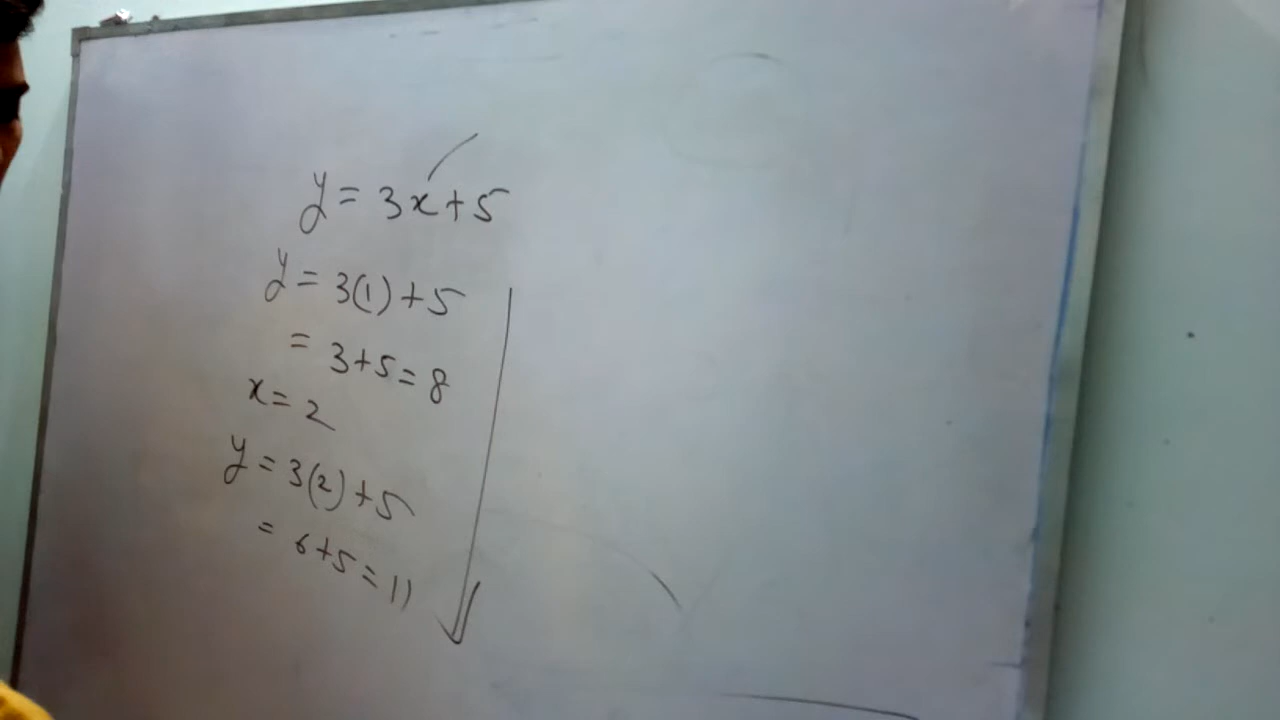 y = 3x + 5
y = 3(1) + 5
= 3 + 5 = 8
x = 2
y = 3(2) + 5
= 6 + 5 = 11